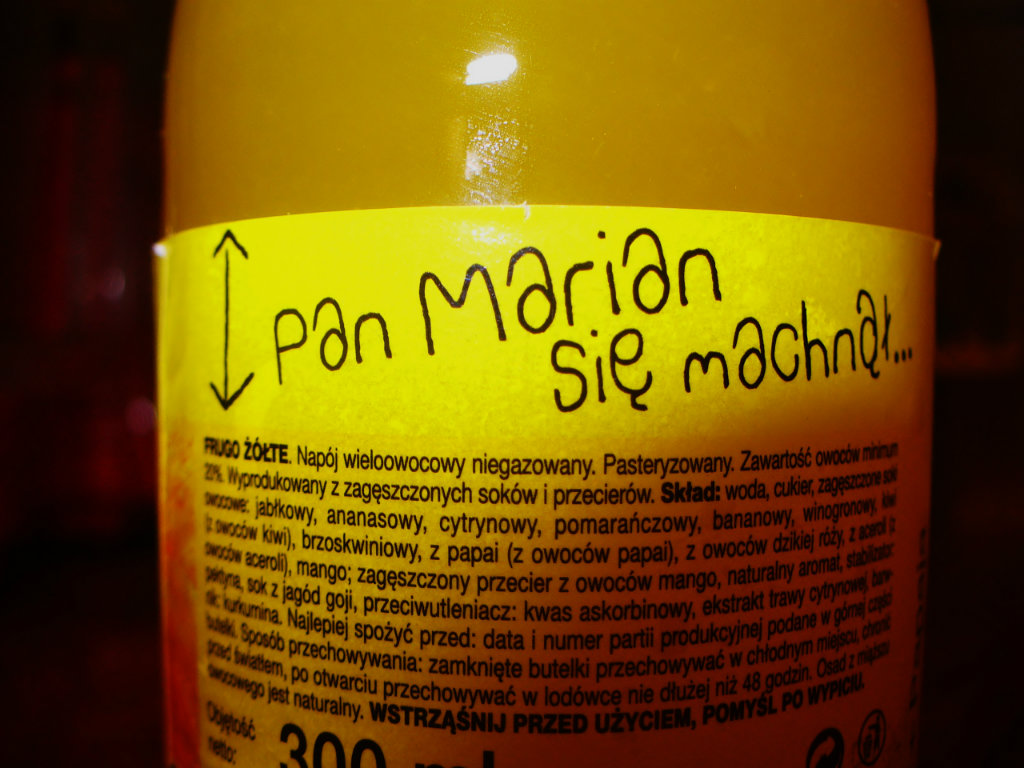 Pan Marian
się machnął...
FRUGO ŻÓŁTE. Napój wieloowocowy niegazowany. Pasteryzowany. Zawartość owoców minimum
20%. Wyprodukowany z zagęszczonych soków i przecierów. Skład: woda, cukier, zagęszczone soki
owocowe: jabłkowy, ananasowy, cytrynowy, pomarańczowy, bananowy, winogronowy, kiwi
(z owoców kiwi), brzoskwiniowy, z papai (z owoców papai), z owoców dzikiej róży, z aceroli (z
owoców aceroli), mango; zagęszczony przecier z owoców mango, naturalny aromat, stabilizator:
pektyna, sok z jagód goji, przeciwutleniacz: kwas askorbinowy, ekstrakt trawy cytrynowej, barw-
nik: kurkumina. Najlepiej spożyć przed: data i numer partii produkcyjnej podane w górnej części
butelki. Sposób przechowywania: zamknięte butelki przechowywać w chłodnym miejscu, chronić
przed światłem, po otwarciu przechowywać w lodówce nie dłużej niż 48 godzin. Osad z miąższu
owocowego jest naturalny. WSTRZĄŚNIJ PRZED UŻYCIEM, POMYŚL PO WYPICIU.
Objętość
netto:
300 ml